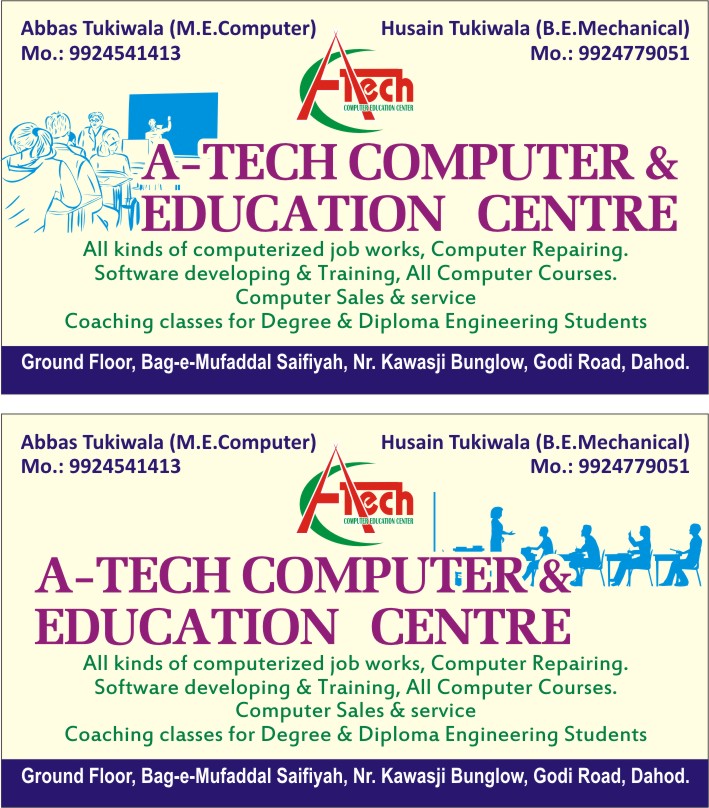 Abbas Tukiwala (M.E.Computer) Husain Tukiwala (B.E.Mechanical)
Mo.: 9924541413 Mo.: 9924779051
A-Tech
COMPUTER EDUCATION CENTER
A-TECH COMPUTER &
EDUCATION CENTRE
All kinds of computerized job works, Computer Repairing.
Software developing & Training, All Computer Courses.
Computer Sales & service
Coaching classes for Degree & Diploma Engineering Students
Ground Floor, Bag-e-Mufaddal Saifiyah, Nr. Kawasji Bunglow, Godi Road, Dahod.
Abbas Tukiwala (M.E.Computer) Husain Tukiwala (B.E.Mechanical)
Mo.: 9924541413 Mo.: 9924779051
A-Tech
COMPUTER EDUCATION CENTER
A-TECH COMPUTER &
EDUCATION CENTRE
All kinds of computerized job works, Computer Repairing.
Software developing & Training, All Computer Courses.
Computer Sales & service
Coaching classes for Degree & Diploma Engineering Students
Ground Floor, Bag-e-Mufaddal Saifiyah, Nr. Kawasji Bunglow, Godi Road, Dahod.